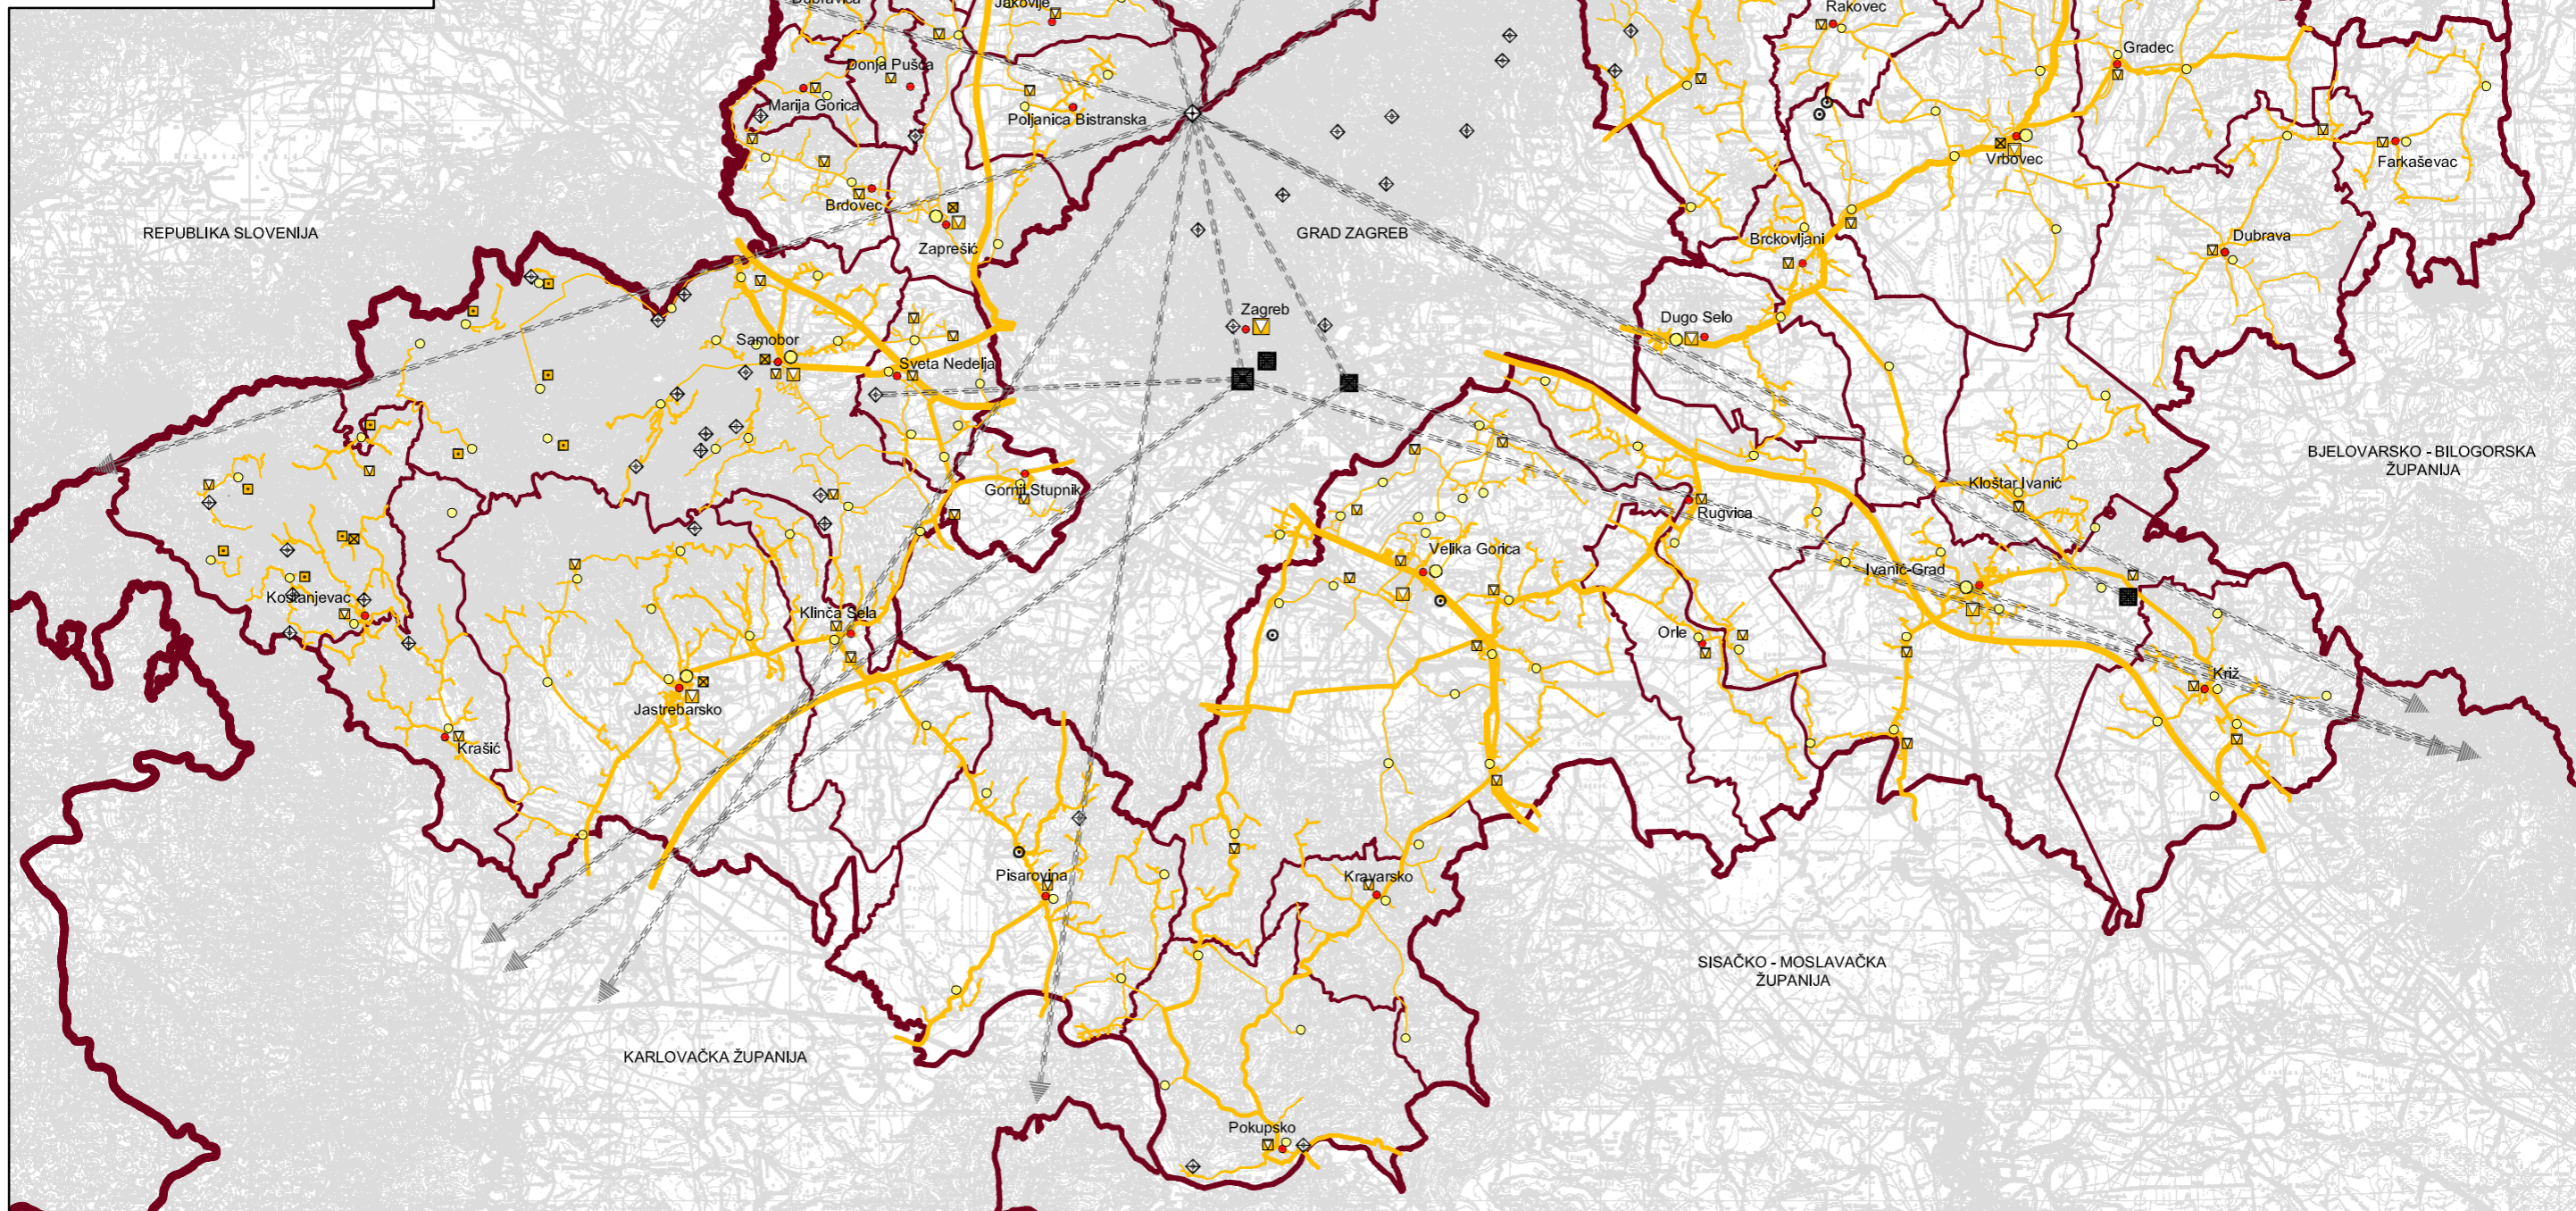 Dubravica
Jakovlje
Rakovec
Gradec
Donja Pušća
Marija Gorica
Poljanica Bistranska
Vrbovec
Farkaševac
Brdovec
REPUBLIKA SLOVENIJA
GRAD ZAGREB
Zaprešić
Brckovljani
Dubrava
Zagreb
Dugo Selo
Samobor
Sveta Nedelja
BJELOVARSKO - BILOGORSKA
ŽUPANIJA
Gornji Stupnik
Kloštar Ivanić
Rugvica
Velika Gorica
Ivanić-Grad
Kostanjevac
Klinča Sela
Orle
Križ
Jastrebarsko
Krašić
Pisarovina
Kravarsko
SISAČKO - MOSLAVAČKA
ŽUPANIJA
KARLOVAČKA ŽUPANIJA
Pokupsko